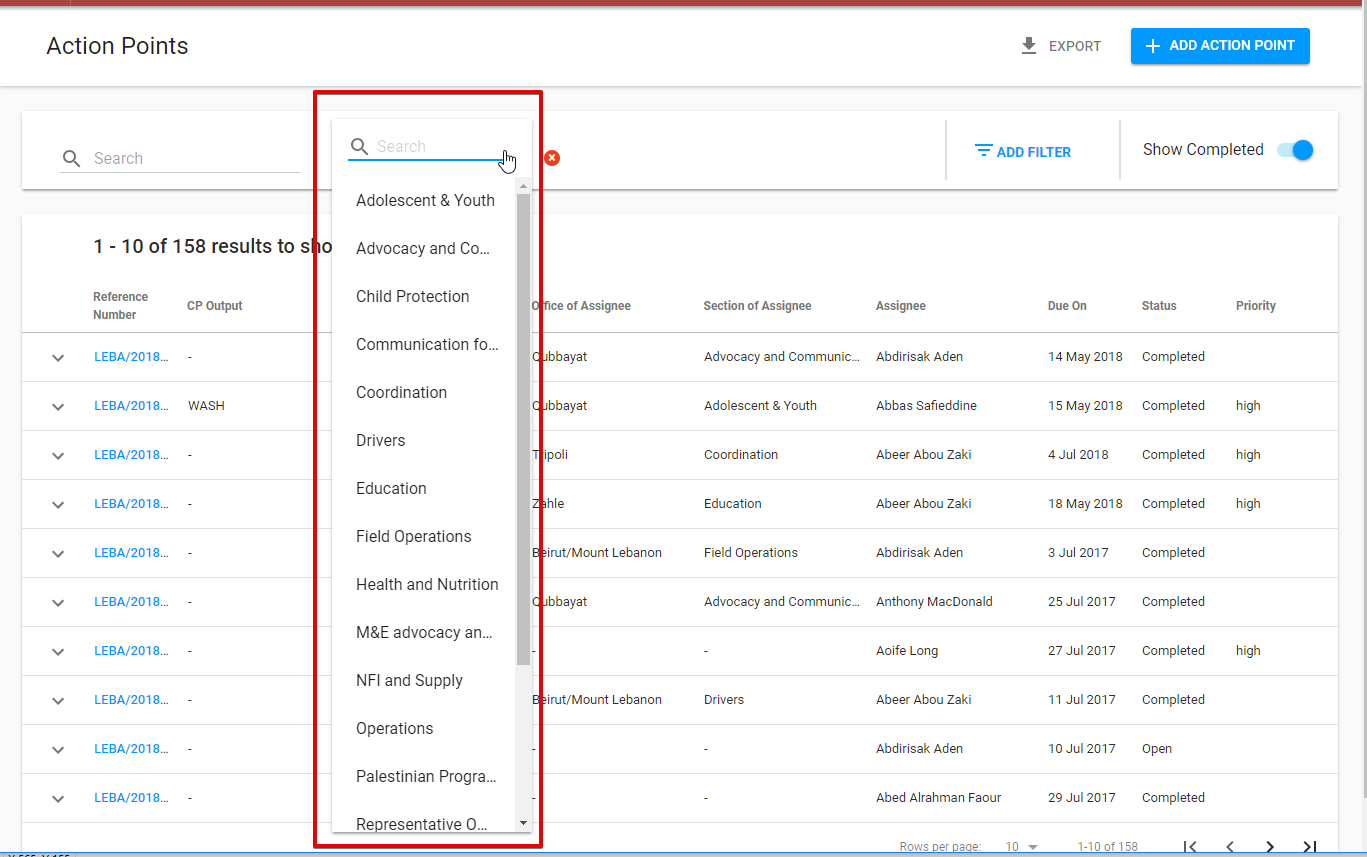 Action Points
EXPORT
ADD ACTION POINT
Search
Search
ADD FILTER
Show Completed
Adolescent & Youth
Advocacy and Co...
Child Protection
Communication fo...
Coordination
Drivers
Education
Field Operations
Health and Nutrition
M&E advocacy an...
NFI and Supply
Operations
Palestinian Progra...
Representative O...
1 - 10 of 158 results to sho
Reference Number CP Output Office of Assignee Section of Assignee Assignee Due On Status Priority
LEBA/2018... - Qubbayat Advocacy and Communic... Abdirisak Aden 14 May 2018 Completed
LEBA/2018... WASH Qubbayat Adolescent & Youth Abbas Safieddine 15 May 2018 Completed high
LEBA/2018... - Tripoli Coordination Abeer Abou Zaki 4 Jul 2018 Completed high
LEBA/2018... - Zahle Education Abeer Abou Zaki 18 May 2018 Completed high
LEBA/2018... - Beirut/Mount Lebanon Field Operations Abdirisak Aden 3 Jul 2017 Completed
LEBA/2018... - Qubbayat Advocacy and Communic... Anthony MacDonald 25 Jul 2017 Completed
LEBA/2018... - - - Aoife Long 27 Jul 2017 Completed high
LEBA/2018... - Beirut/Mount Lebanon Drivers Abeer Abou Zaki 11 Jul 2017 Completed
LEBA/2018... - - - Abdirisak Aden 10 Jul 2017 Open
LEBA/2018... - - - Abed Alrahman Faour 29 Jul 2017 Completed
Rows per page: 10 1-10 of 158